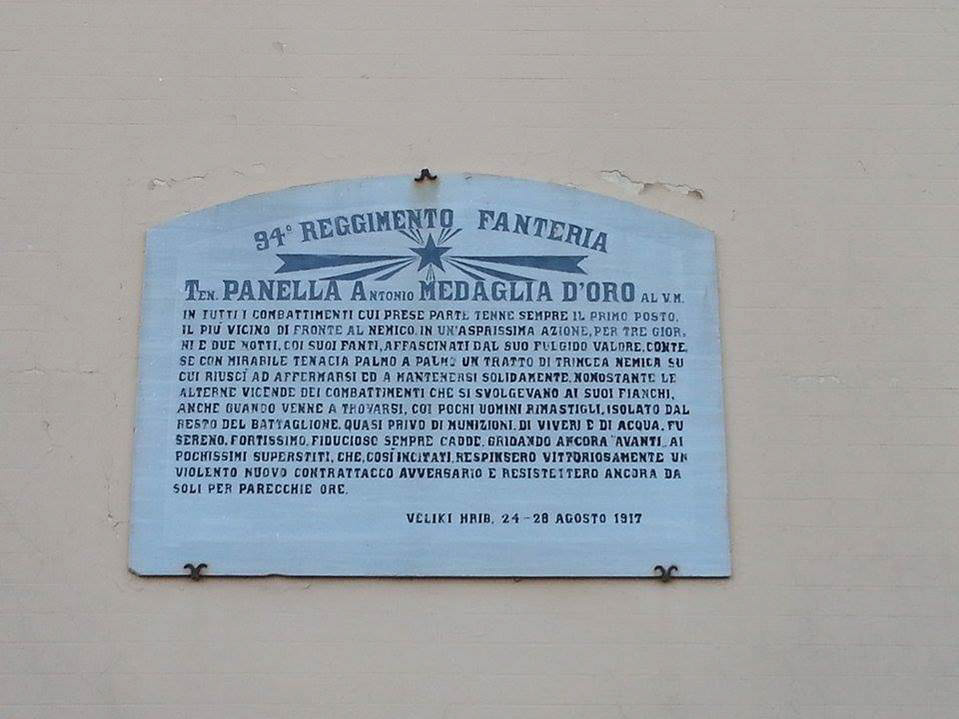 94° REGGIMENTO FANTERIA
TEN. PANELLA ANTONIO MEDAGLIA D'ORO AL V.M.
IN TUTTI I COMBATTIMENTI CUI PRESE PARTE TENNE SEMPRE IL PRIMO POSTO,
IL PIU' VICINO DI FRONTE AL NEMICO. IN UN'ASPRISSIMA AZIONE, PER TRE GIOR,
NI E DUE NOTTI, COI SUOI FANTI, AFFASCINATI DAL SUO FULGIDO VALORE, CONTE,
SE CON MIRABILE TENACIA PALMO A PALMO UN TRATTO DI TRINCEA NEMICA SU
CUI RIUSCÌ AD AFFERMARSI ED A MANTENERSI SOLIDAMENTE. NONOSTANTE LE
ALTERNE VICENDE DEI COMBATTIMENTI CHE SI SVOLGEVANO AI SUOI FIANCHI,
ANCHE QUANDO VENNE A TROVARSI, COI POCHI UOMINI RIMASTIGLI, ISOLATO DAL
RESTO DEL BATTAGLIONE, QUASI PRIVO DI MUNIZIONI, DI VIVERI E DI ACQUA, FU
SERENO, FORTISSIMO, FIDUCIOSO SEMPRE CADDE, GRIDANDO ANCORA "AVANTI„ AI
POCHISSIMI SUPERSTITI, CHE, COSÌ INCITATI, RESPINSERO VITTORIOSAMENTE UN
VIOLENTO NUOVO CONTRATTACCO AVVERSARIO E RESISTETTERO ANCORA DA
SOLI PER PARECCHIE ORE.
VELIKI HRIB, 24-28 AGOSTO 1917